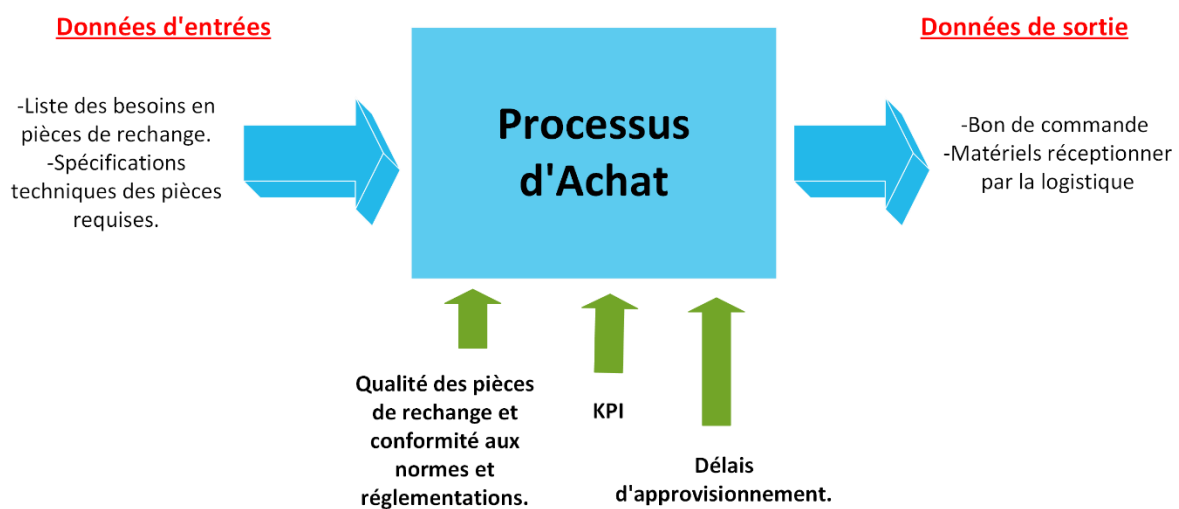 Données d'entrées
-Liste des besoins en
pièces de rechange.
-Spécifications
techniques des pièces
requises.
Processus
d'Achat
Données de sortie
-Bon de commande
-Matériels réceptionner
par la logistique
Qualité des pièces
de rechange et
conformité aux
normes et
réglementations.
KPI
Délais
d'approvisionnement.